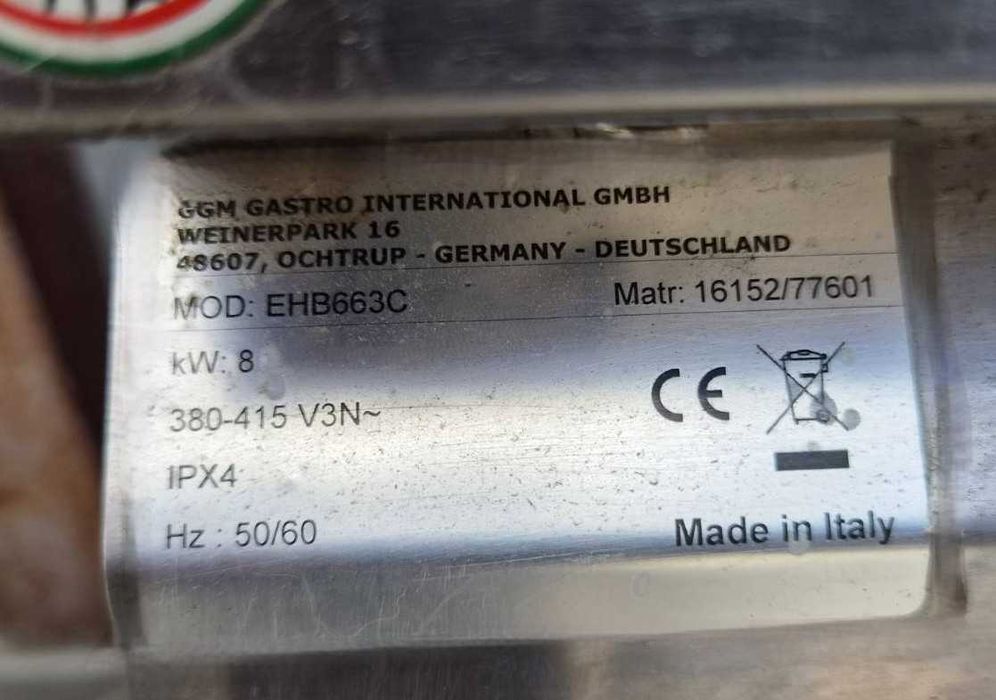 GGM GASTRO INTERNATIONAL GMBH
WEINERPARK 16
48607, OCHTRUP - GERMANY - DEUTSCHLAND
MOD: EHB663C Matr: 16152/77601
kW: 8
380-415 V3N~
CE
IPX4
Hz : 50/60
Made in Italy